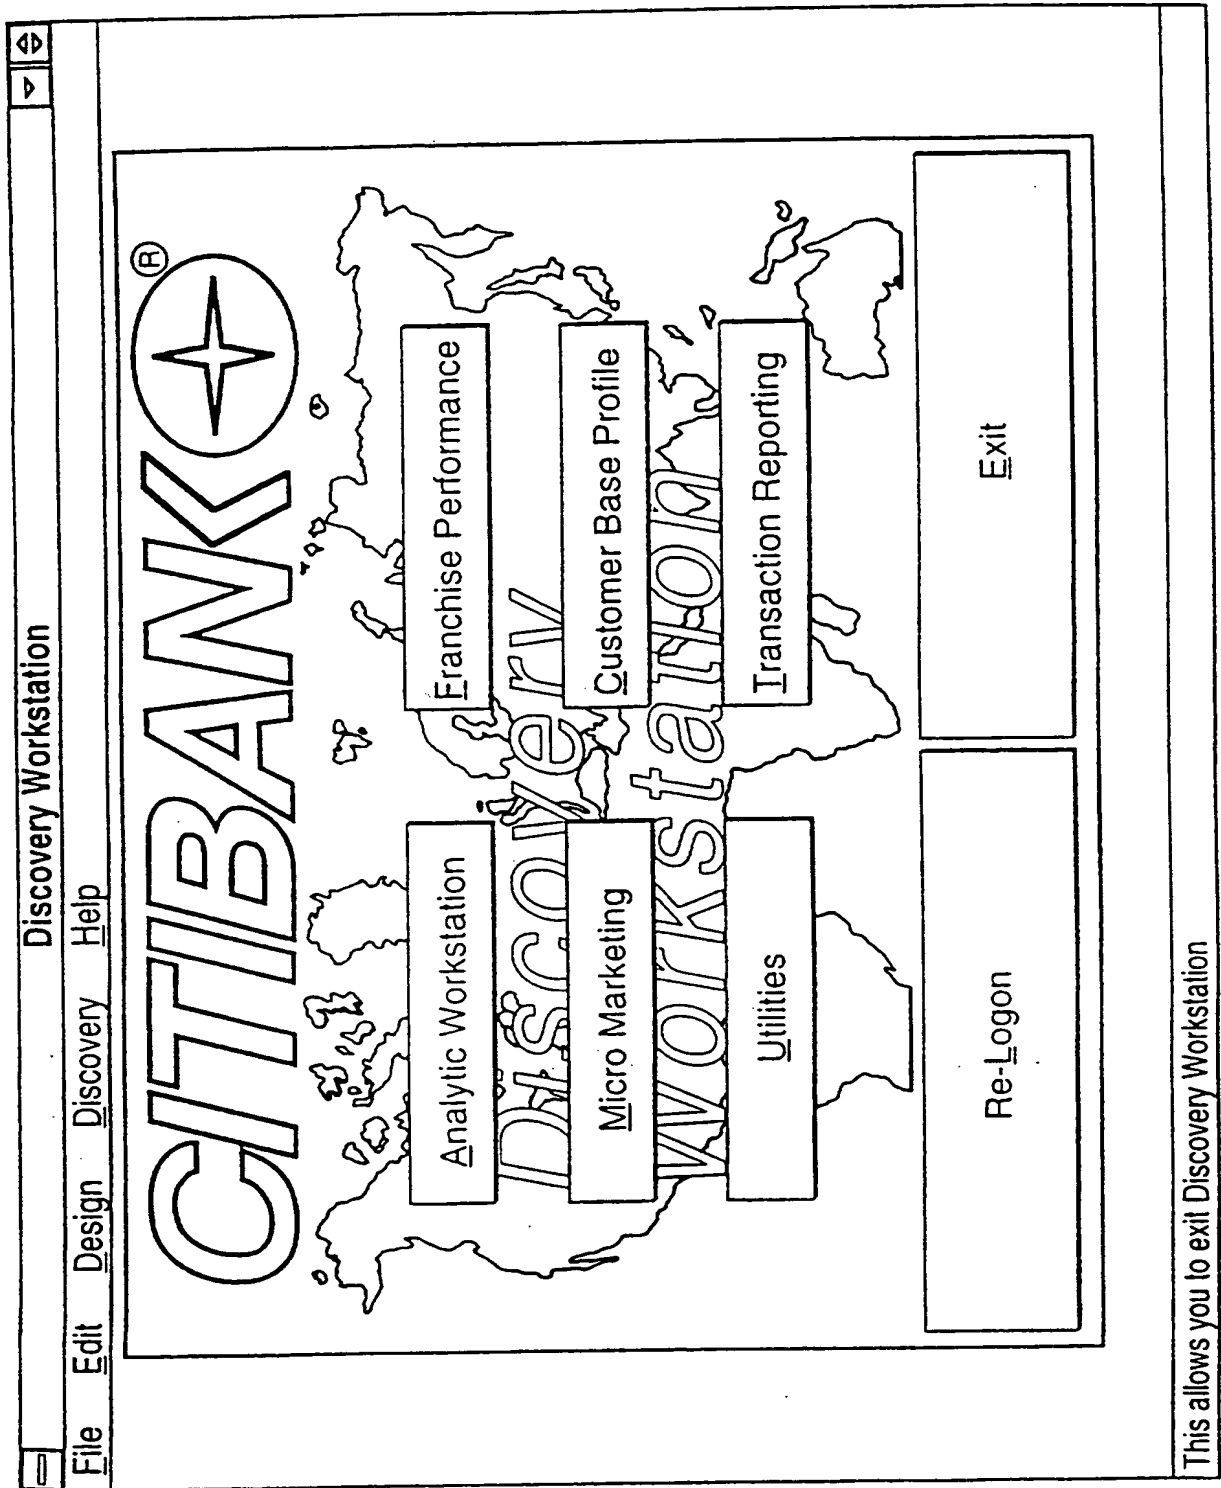 Discovery Workstation
File Edit Design Discovery Help
CITIBANK ®
Analytic Workstation Franchise Performance
Discovery
Micro Marketing Customer Base Profile
Workstation
Utilities Transaction Reporting
Re-Logon Exit
This allows you to exit Discovery Workstation